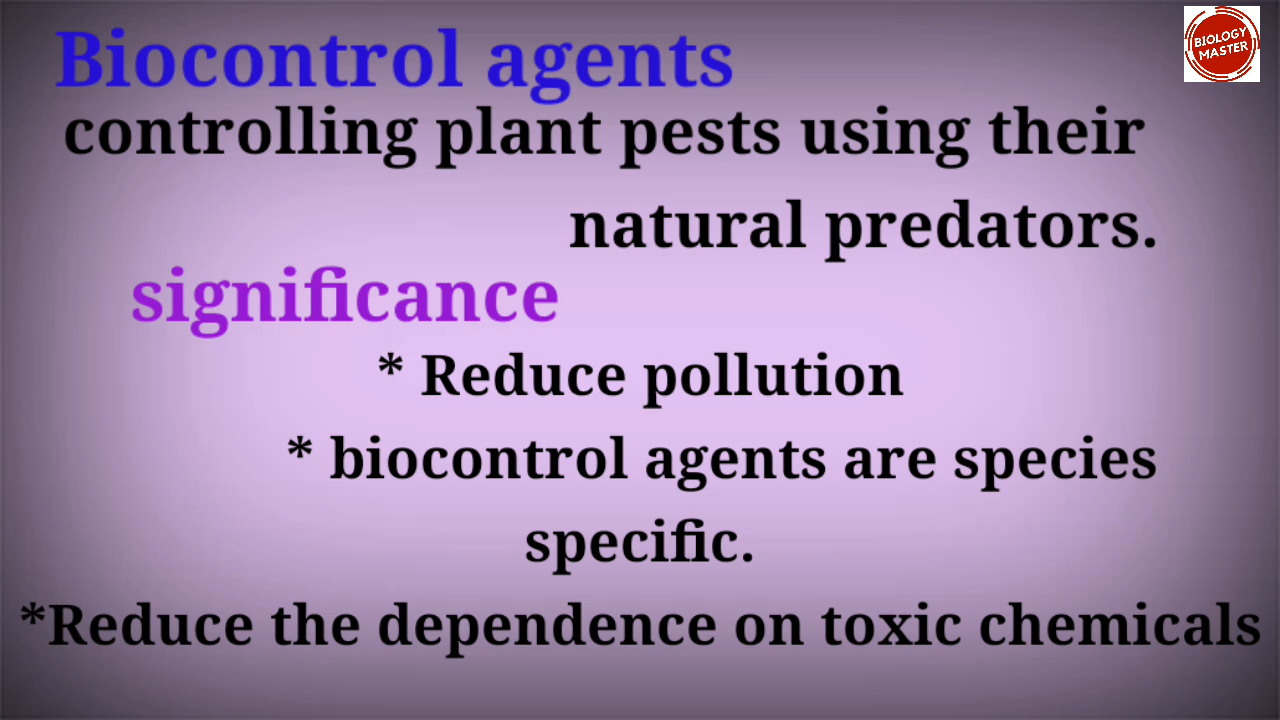 Biocontrol agents
BIOLOGY
MASTER
controlling plant pests using their
natural predators.
significance
* Reduce pollution
* biocontrol agents are species
specific.
*Reduce the dependence on toxic chemicals